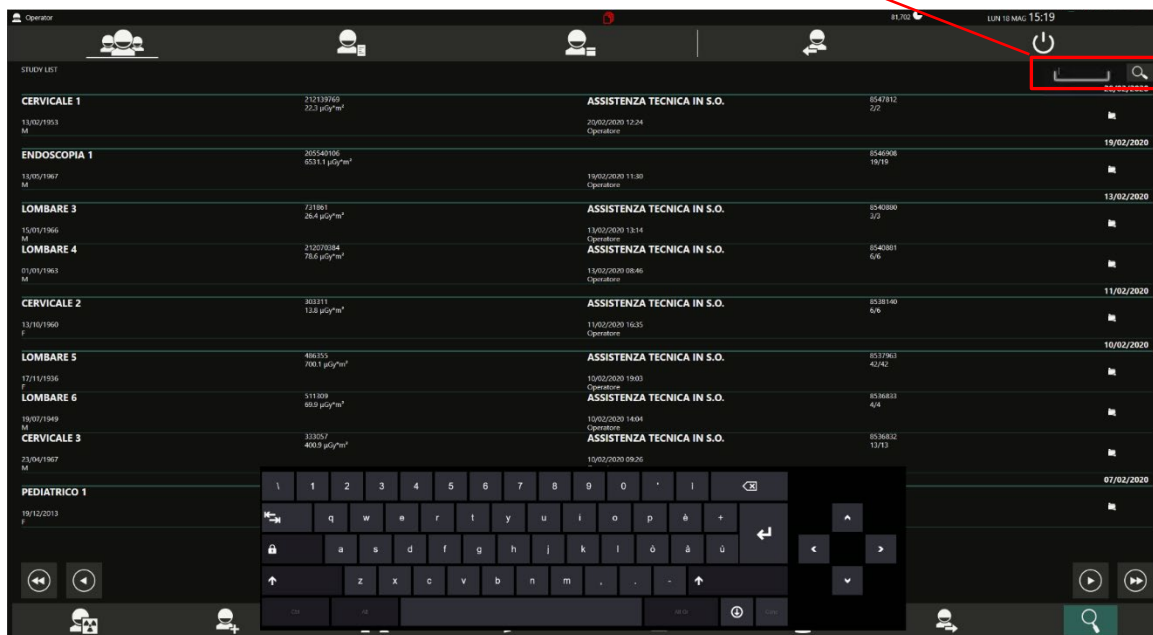 Operator 81,702 LUN 18 MAG 15:19
STUDY LIST
20/02/2020
CERVICALE 1 212139769 ASSISTENZA TECNICA IN S.O. 8547812
22.3 µGy*m² 2/2
13/02/1953 20/02/2020 12:24
M Operatore
19/02/2020
ENDOSCOPIA 1 205540106 8546908
6531.1 µGy*m² 19/19
13/05/1967 19/02/2020 11:30
M Operatore
13/02/2020
LOMBARE 3 731861 ASSISTENZA TECNICA IN S.O. 8540880
26.4 µGy*m² 3/3
15/01/1966 13/02/2020 13:14
M Operatore
LOMBARE 4 212070384 ASSISTENZA TECNICA IN S.O. 8540881
78.6 µGy*m² 6/6
01/01/1963 13/02/2020 08:46
M Operatore
11/02/2020
CERVICALE 2 303311 ASSISTENZA TECNICA IN S.O. 8538140
13.8 µGy*m² 6/6
13/10/1960 11/02/2020 16:35
F Operatore
10/02/2020
LOMBARE 5 486355 ASSISTENZA TECNICA IN S.O. 8537963
700.1 µGy*m² 42/42
17/11/1936 10/02/2020 19:03
F Operatore
LOMBARE 6 511309 ASSISTENZA TECNICA IN S.O. 8536833
69.9 µGy*m² 4/4
19/07/1949 10/02/2020 14:04
M Operatore
CERVICALE 3 333057 ASSISTENZA TECNICA IN S.O. 8536832
400.9 µGy*m² 13/13
23/04/1967 10/02/2020 09:26
M
07/02/2020
PEDIATRICO 1
19/12/2013
F
\ 1 2 3 4 5 6 7 8 9 0 '
q w e r t y u i o p è +
a s d f g h j k l ò à ù
z x c v b n m , . -